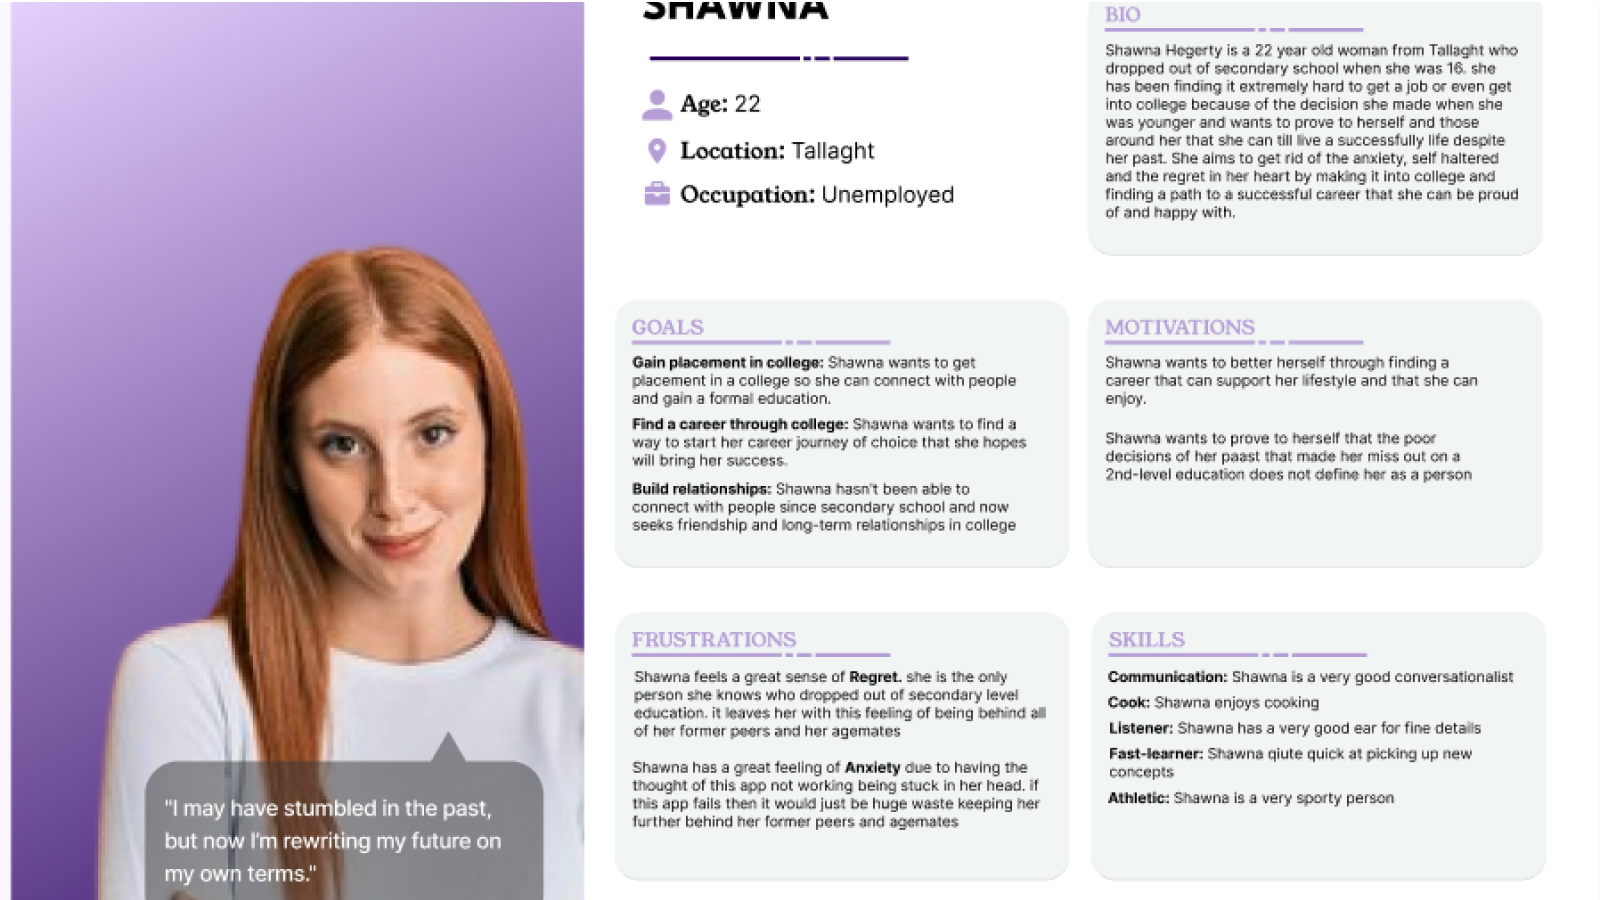 SHAWNA
Age: 22
Location: Tallaght
Occupation: Unemployed
"I may have stumbled in the past,
but now I'm rewriting my future on
my own terms."
BIO
Shawna Hegerty is a 22 year old woman from Tallaght who
dropped out of secondary school when she was 16. she
has been finding it extremely hard to get a job or even get
into college because of the decision she made when she
was younger and wants to prove to herself and those
around her that she can till live a successfully life despite
her past. She aims to get rid of the anxiety, self haltered
and the regret in her heart by making it into college and
finding a path to a successful career that she can be proud
of and happy with.
GOALS
Gain placement in college: Shawna wants to get
placement in a college so she can connect with people
and gain a formal education.
Find a career through college: Shawna wants to find a
way to start her career journey of choice that she hopes
will bring her success.
Build relationships: Shawna hasn't been able to
connect with people since secondary school and now
seeks friendship and long-term relationships in college
MOTIVATIONS
Shawna wants to better herself through finding a
career that can support her lifestyle and that she can
enjoy.
Shawna wants to prove to herself that the poor
decisions of her paast that made her miss out on a
2nd-level education does not define her as a person
FRUSTRATIONS
Shawna feels a great sense of Regret. she is the only
person she knows who dropped out of secondary level
education. it leaves her with this feeling of being behind all
of her former peers and her agemates
Shawna has a great feeling of Anxiety due to having the
thought of this app not working being stuck in her head. if
this app fails then it would just be huge waste keeping her
further behind her former peers and agemates
SKILLS
Communication: Shawna is a very good conversationalist
Cook: Shawna enjoys cooking
Listener: Shawna has a very good ear for fine details
Fast-learner: Shawna qiute quick at picking up new
concepts
Athletic: Shawna is a very sporty person